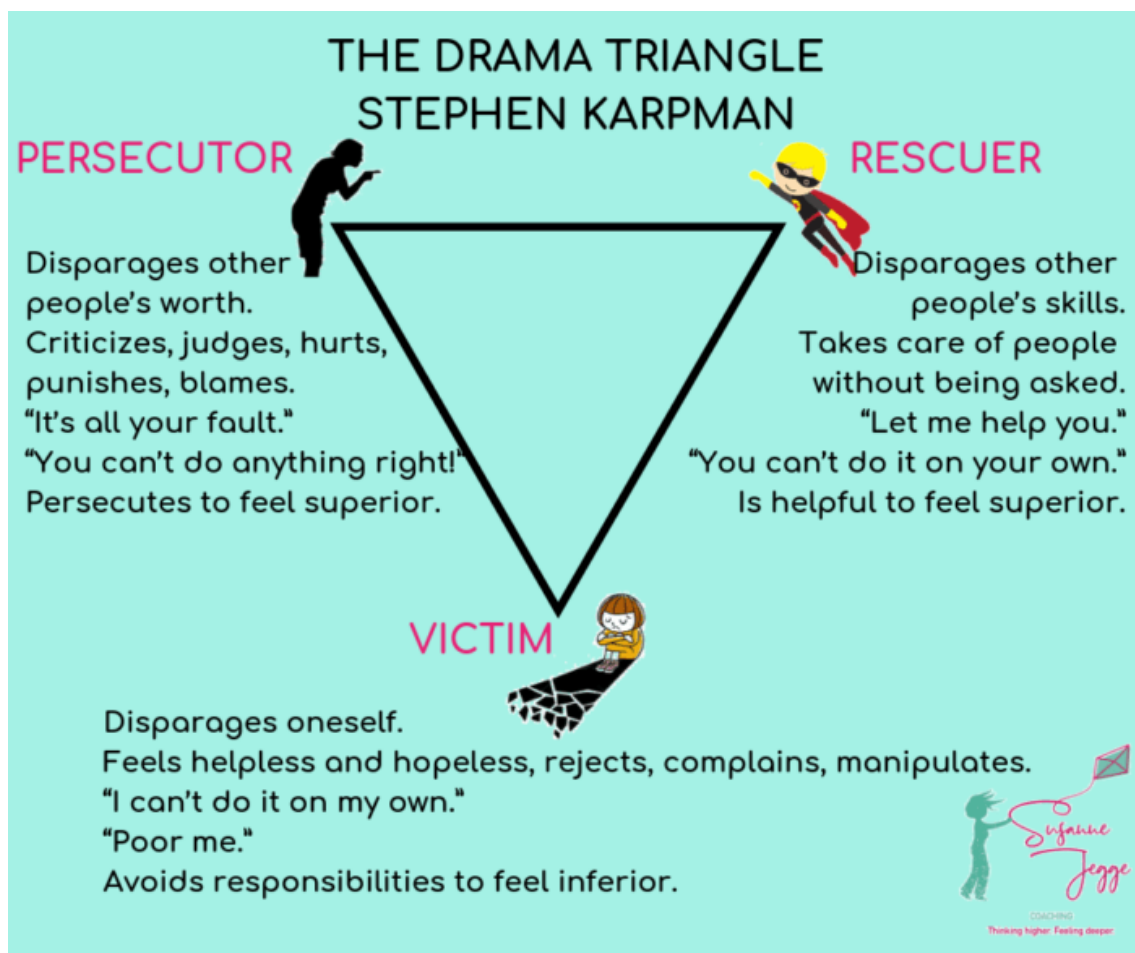 THE DRAMA TRIANGLE
STEPHEN KARPMAN
PERSECUTOR
Disparages other
people's worth.
Criticizes, judges, hurts,
punishes, blames.
“It's all your fault.”
“You can't do anything right!”
Persecutes to feel superior.
RESCUER
Disparages other
people's skills.
Takes care of people
without being asked.
“Let me help you.”
“You can't do it on your own.”
Is helpful to feel superior.
VICTIM
Disparages oneself.
Feels helpless and hopeless, rejects, complains, manipulates.
“I can't do it on my own.”
“Poor me.”
Avoids responsibilities to feel inferior.
Susanne
Jegge
COACHING
Thinking higher. Feeling deeper.